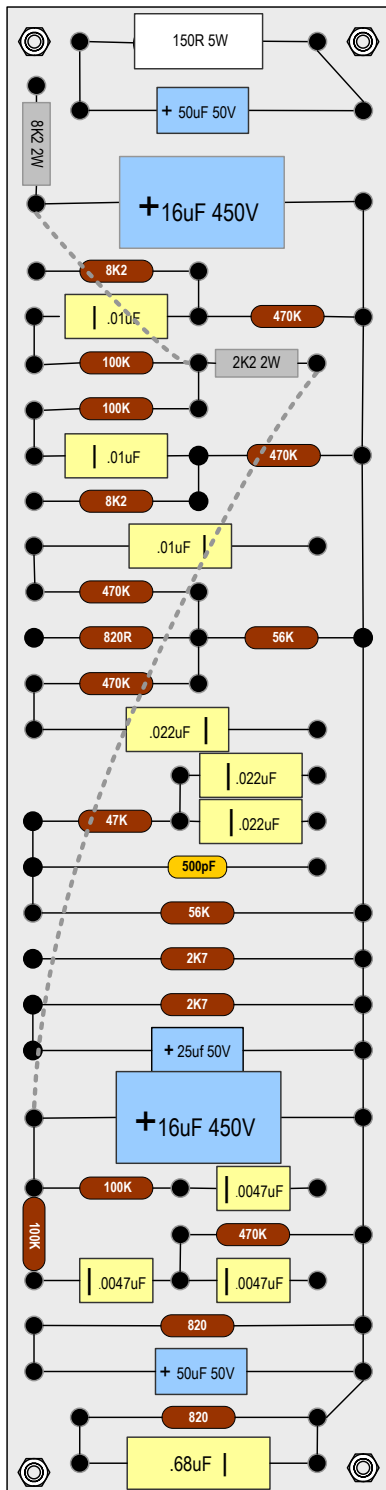 150R 5W
+ 50uF 50V
8K2 2W
+16uF 450V
8K2
.01uF
470K
100K
2K2 2W
100K
.01uF
470K
8K2
.01uF
470K
820R
56K
470K
.022uF
.022uF
47K
.022uF
500pF
56K
2K7
2K7
+ 25uf 50V
+16uF 450V
100K
.0047uF
100K
470K
.0047uF
.0047uF
820
+ 50uF 50V
820
.68uF